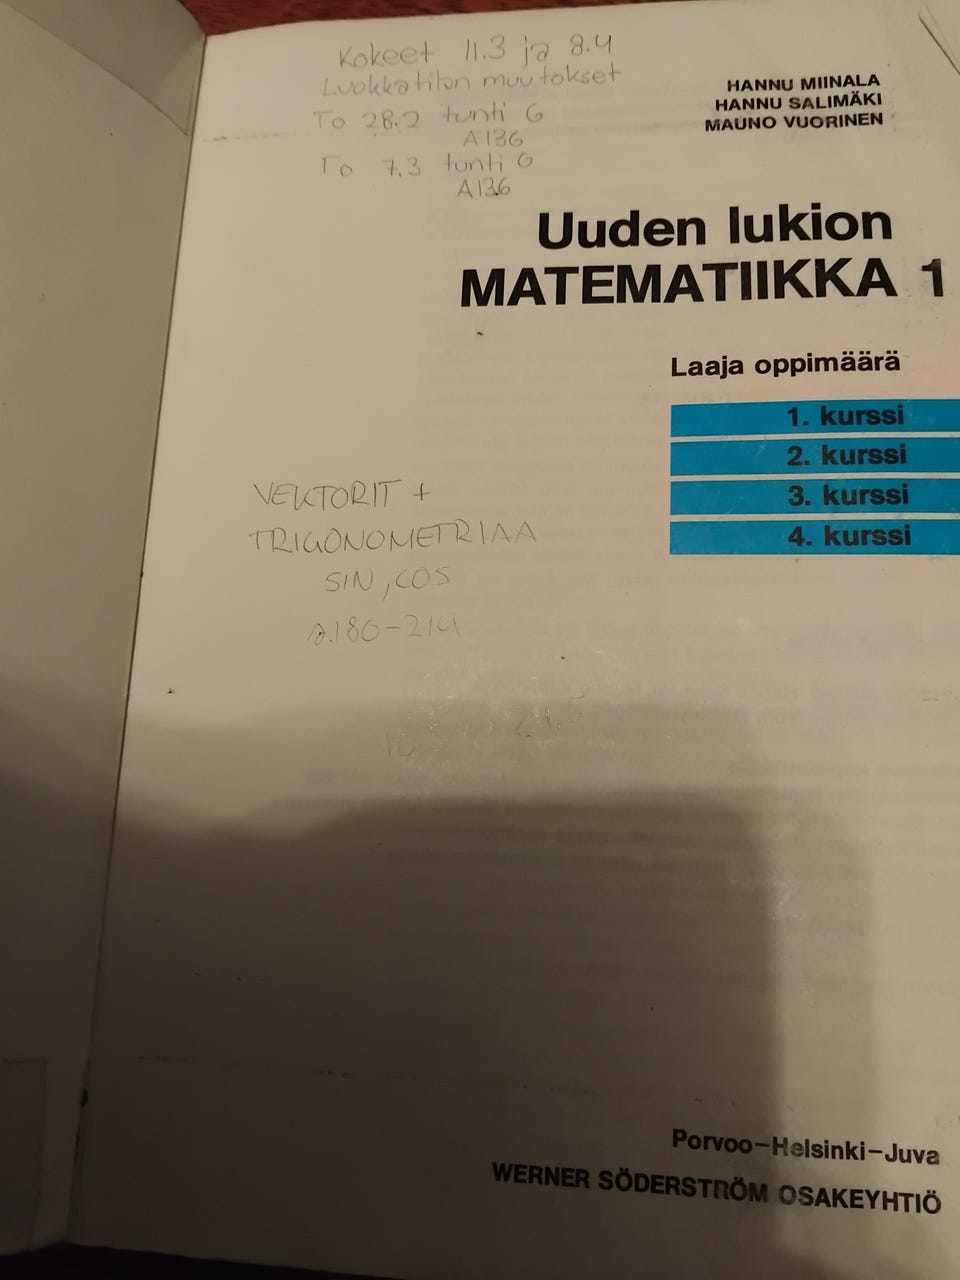 Kokeet 11.3 ja 8.4
Luokkatilan muutokset
To 28.2 tunti G
A136
To 7.3 tunti G
A136
HANNU MIINALA
HANNU SALIMÄKI
MAUNO VUORINEN
Uuden lukion
MATEMATIIKKA 1
Laaja oppimäärä
1. kurssi
2. kurssi
3. kurssi
4. kurssi
VEKTORIT +
TRIGONOMETRIAA
SIN, COS
s.180-214
Porvoo–Helsinki–Juva
WERNER SÖDERSTRÖM OSAKEYHTIÖ